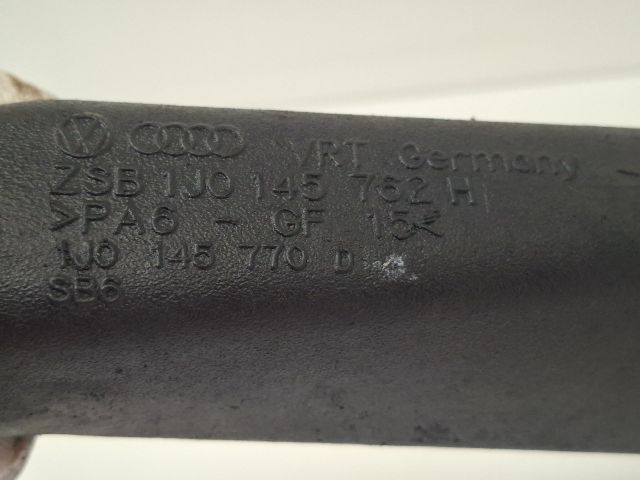 VRT Germany
ZSB 1J0 145 762 H
>PA6 - GF 15<
1J0 145 770 D
SB6